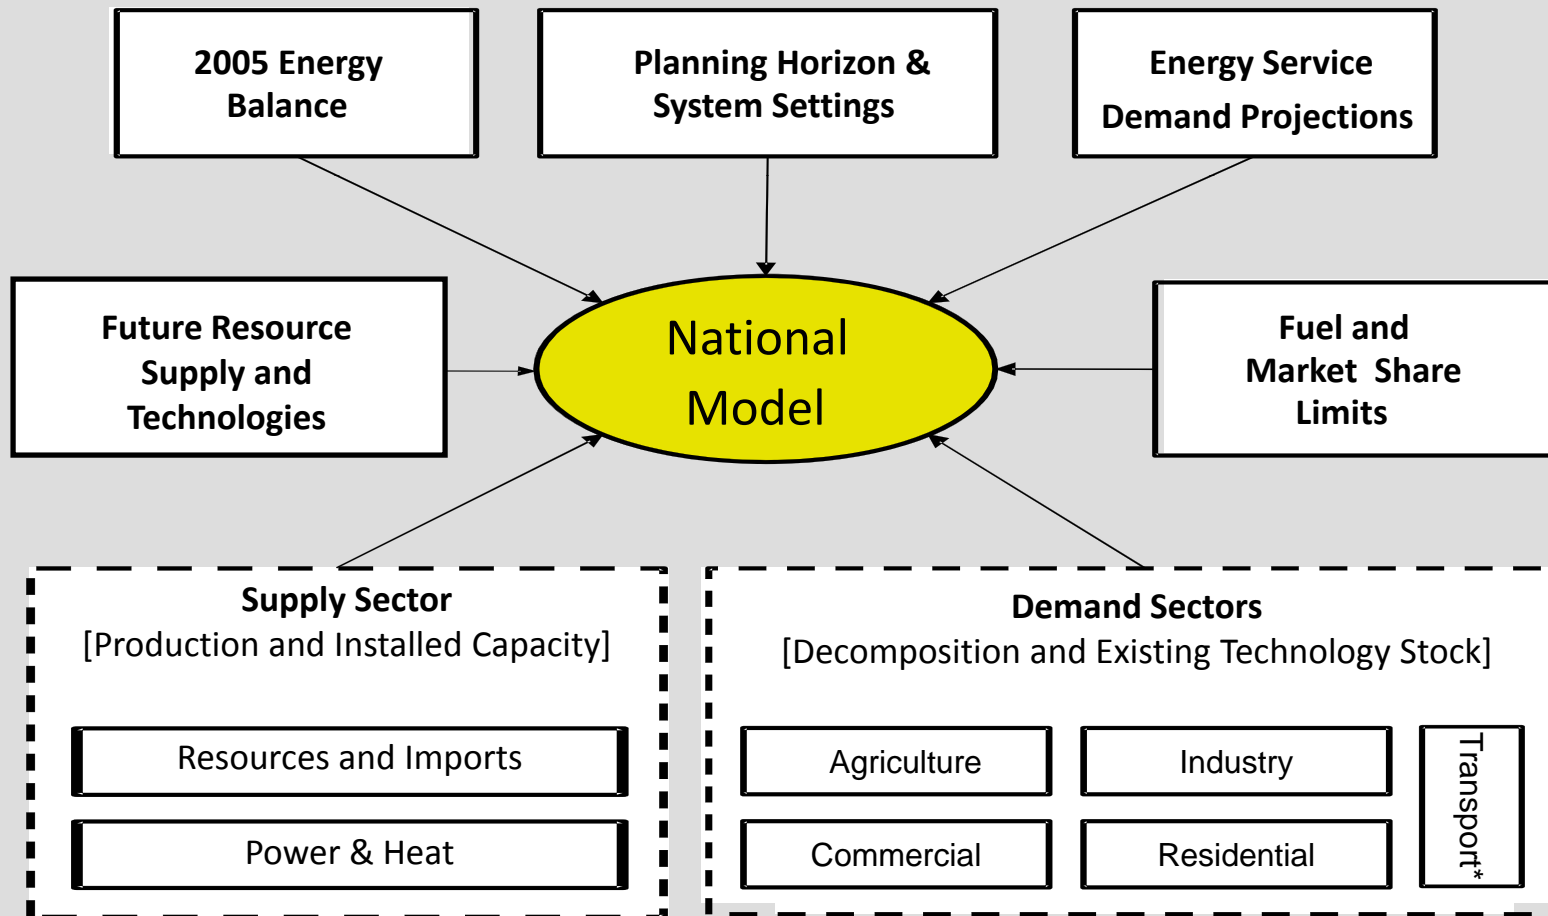 2005 Energy
Balance
Planning Horizon &
System Settings
Energy Service
Demand Projections
Future Resource
Supply and
Technologies
National
Model
Fuel and
Market Share
Limits
Supply Sector
[Production and Installed Capacity]
Resources and Imports
Power & Heat
Demand Sectors
[Decomposition and Existing Technology Stock]
Agriculture
Industry
Commercial
Residential
Transport*